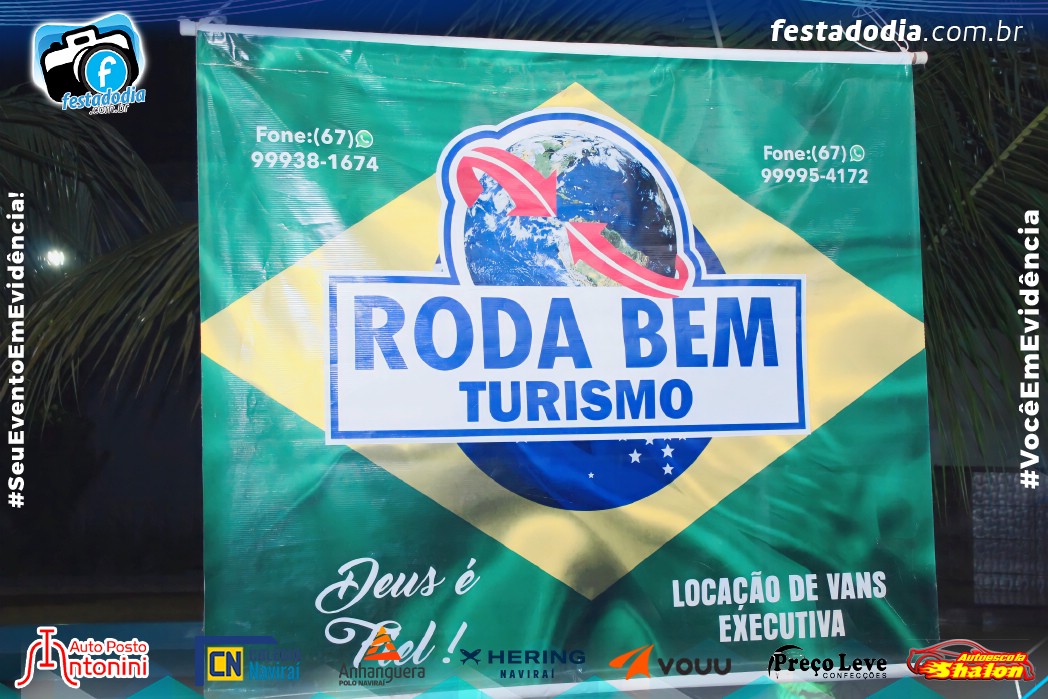 festadodia.com.br
f
festadodia
.com.br
Fone:(67)
99938-1674
Fone:(67)
99995-4172
RODA BEM
TURISMO
#SeuEventoEmEvidência!
#VocêEmEvidência
Deus é
Fiel !
LOCAÇÃO DE VANS
EXECUTIVA
Auto Posto
Antonini
CN
Naviraí
Anhanguera
POLO NAVIRAÍ
HERING
NAVIRAÍ
VOUU
Preço Leve
CONFECÇÕES
Autoescola
Shalon